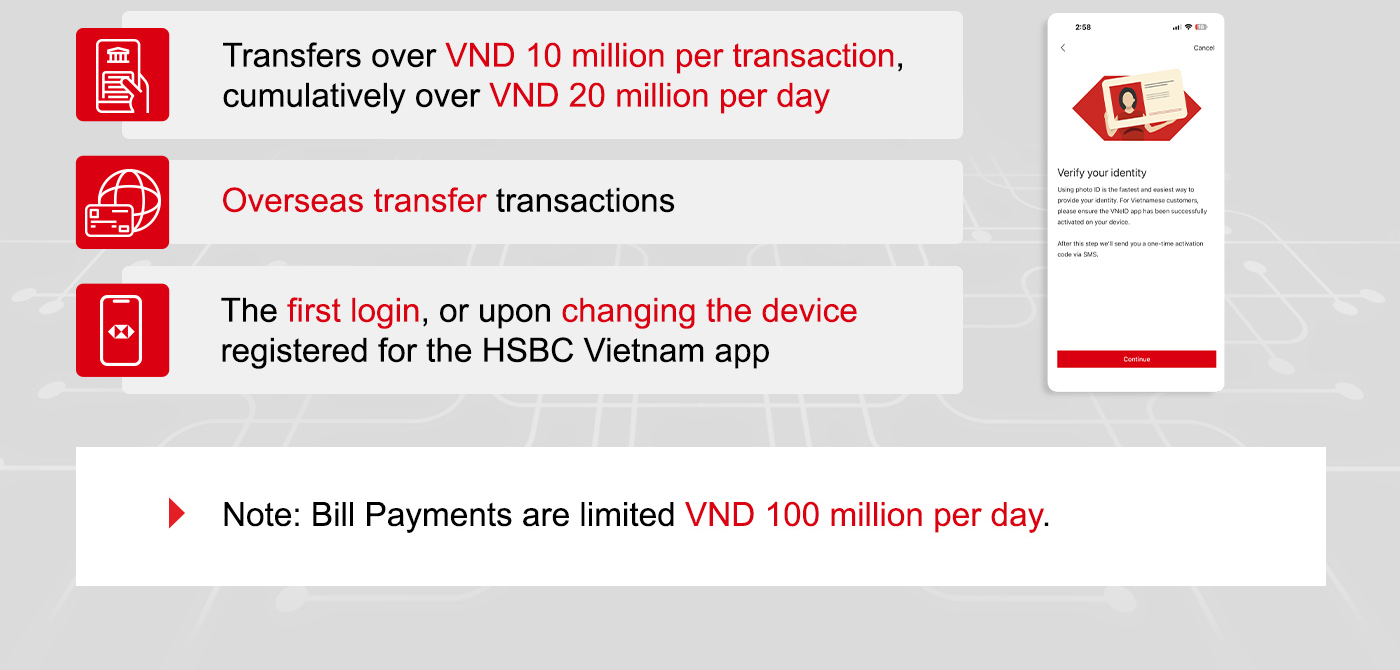 Transfers over VND 10 million per transaction,
cumulatively over VND 20 million per day
Overseas transfer transactions
The first login, or upon changing the device
registered for the HSBC Vietnam app
2:58
Cancel
Verify your identity
Using photo ID is the fastest and easiest way to
provide your identity. For Vietnamese customers,
please ensure the VNeID app has been successfully
activated on your device.
After this step we'll send you a one-time activation
code via SMS.
Continue
Note: Bill Payments are limited VND 100 million per day.